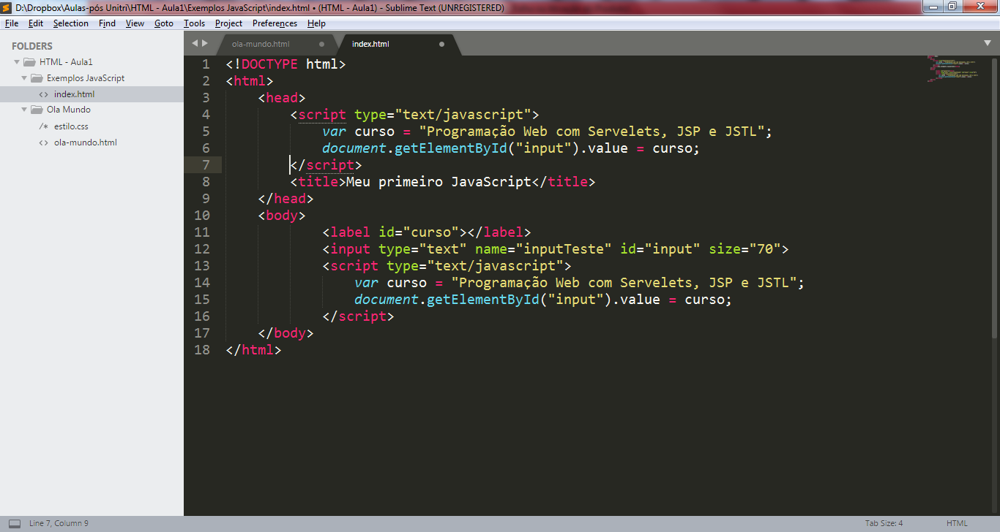 D:\Dropbox\Aulas-pós Unitri\HTML - Aula1\Exemplos JavaScript\index.html • (HTML - Aula1) - Sublime Text (UNREGISTERED)
File Edit Selection Find View Goto Tools Project Preferences Help
FOLDERS
HTML - Aula1
Exemplos JavaScript
<> index.html
Ola Mundo
/* estilo.css
<> ola-mundo.html
ola-mundo.html index.html
1 <!DOCTYPE html>
2 <html>
3 <head>
4 <script type="text/javascript">
5 var curso = "Programação Web com Servelets, JSP e JSTL";
6 document.getElementById("input").value = curso;
7 </script>
8 <title>Meu primeiro JavaScript</title>
9 </head>
10 <body>
11 <label id="curso"></label>
12 <input type="text" name="inputTeste" id="input" size="70">
13 <script type="text/javascript">
14 var curso = "Programação Web com Servelets, JSP e JSTL";
15 document.getElementById("input").value = curso;
16 </script>
17 </body>
18 </html>
Line 7, Column 9 Tab Size: 4 HTML